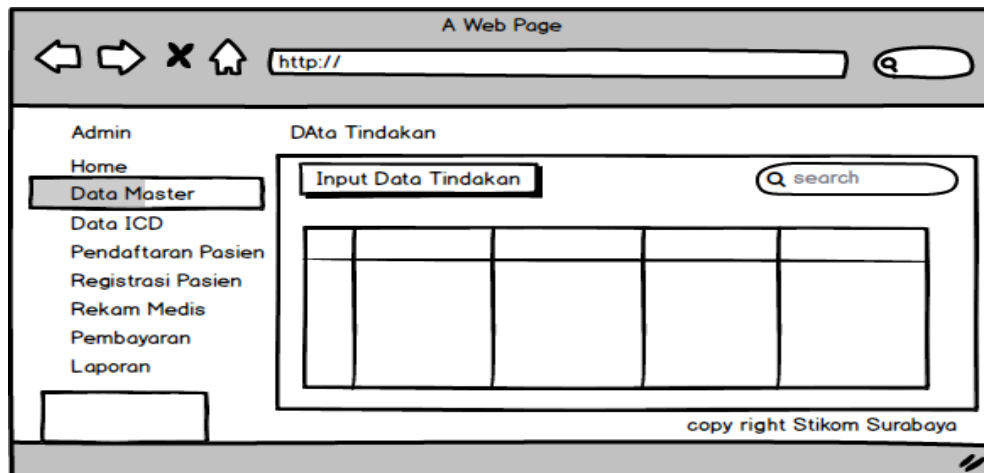 A Web Page
http://
Admin
Home
Data Master
Data ICD
Pendaftaran Pasien
Registrasi Pasien
Rekam Medis
Pembayaran
Laporan
DAta Tindakan
Input Data Tindakan
search
copy right Stikom Surabaya